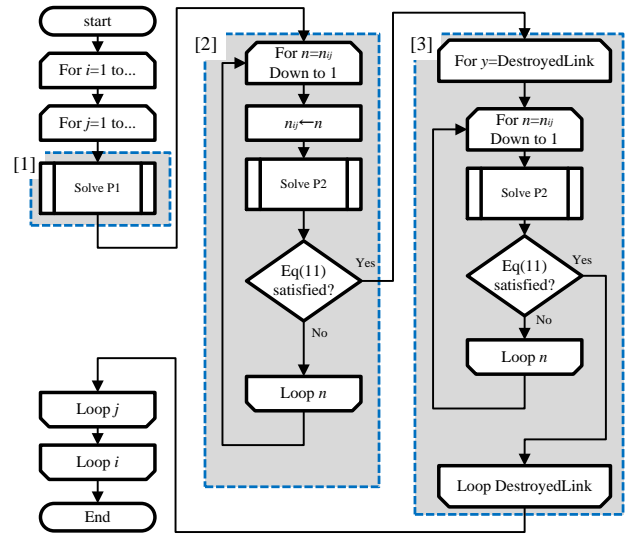 start
For i=1 to...
For j=1 to...
[1]
Solve P1
[2]
For n=nij
Down to 1
nij←n
Solve P2
Eq(11)
satisfied?
Yes
No
Loop n
[3]
For y=DestroyedLink
For n=nij
Down to 1
Solve P2
Eq(11)
satisfied?
Yes
No
Loop n
Loop DestroyedLink
Loop j
Loop i
End